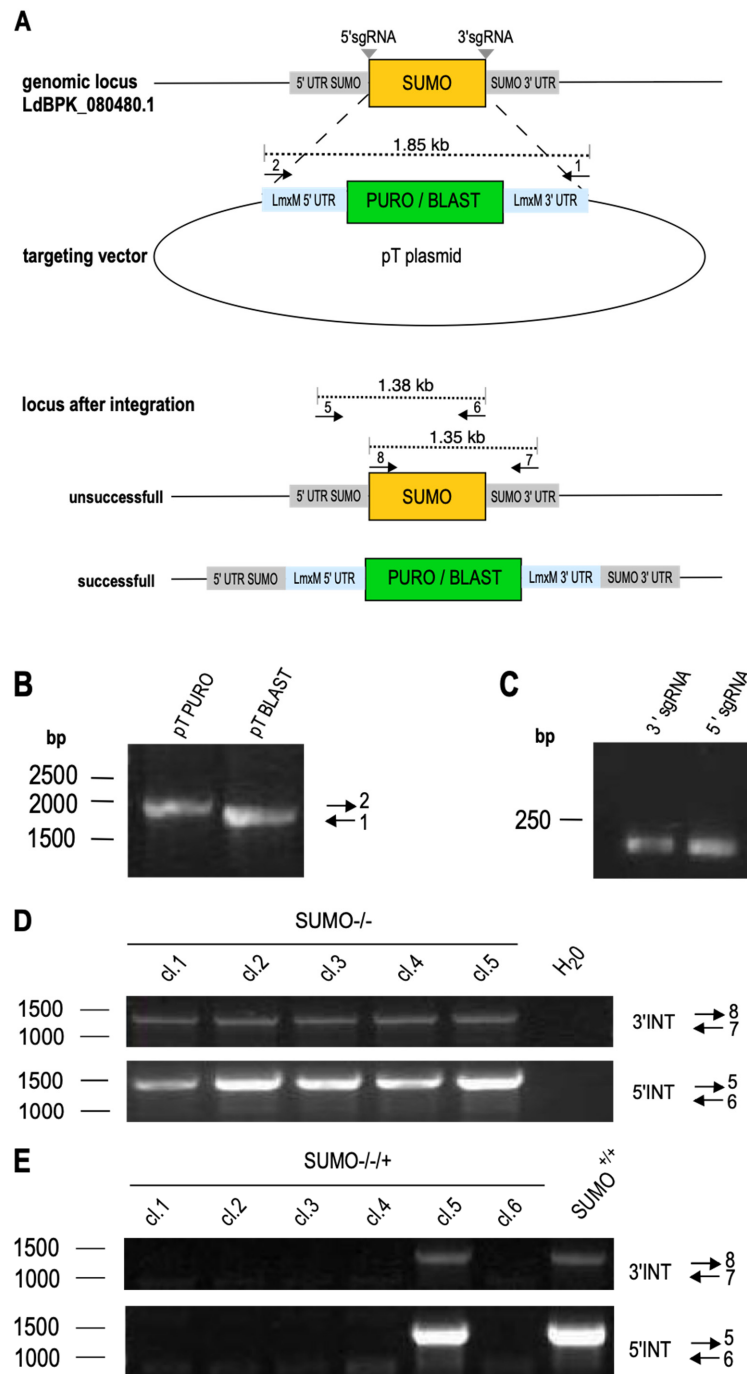 A
5'sgRNA 3'sgRNA
genomic locus
LdBPK_080480.1
5' UTR SUMO SUMO SUMO 3' UTR
1.85 kb
2 1
LmxM 5' UTR PURO / BLAST LmxM 3' UTR
targeting vector pT plasmid
1.38 kb
locus after integration
5 6
1.35 kb
8 7
unsuccessfull 5' UTR SUMO SUMO SUMO 3' UTR
successfull 5' UTR SUMO LmxM 5' UTR PURO / BLAST LmxM 3' UTR SUMO 3' UTR
B
pT PURO pT BLAST
bp
2500
2000 2
1500 1
C
3' sgRNA 5' sgRNA
bp
250
D
SUMO-/-
cl.1 cl.2 cl.3 cl.4 cl.5 H20
1500 3'INT 8
1000 7
1500 5'INT 5
1000 6
E
SUMO-/-/+
cl.1 cl.2 cl.3 cl.4 cl.5 cl.6 SUMO+/+
1500 3'INT 8
1000 7
1500 5'INT 5
1000 6